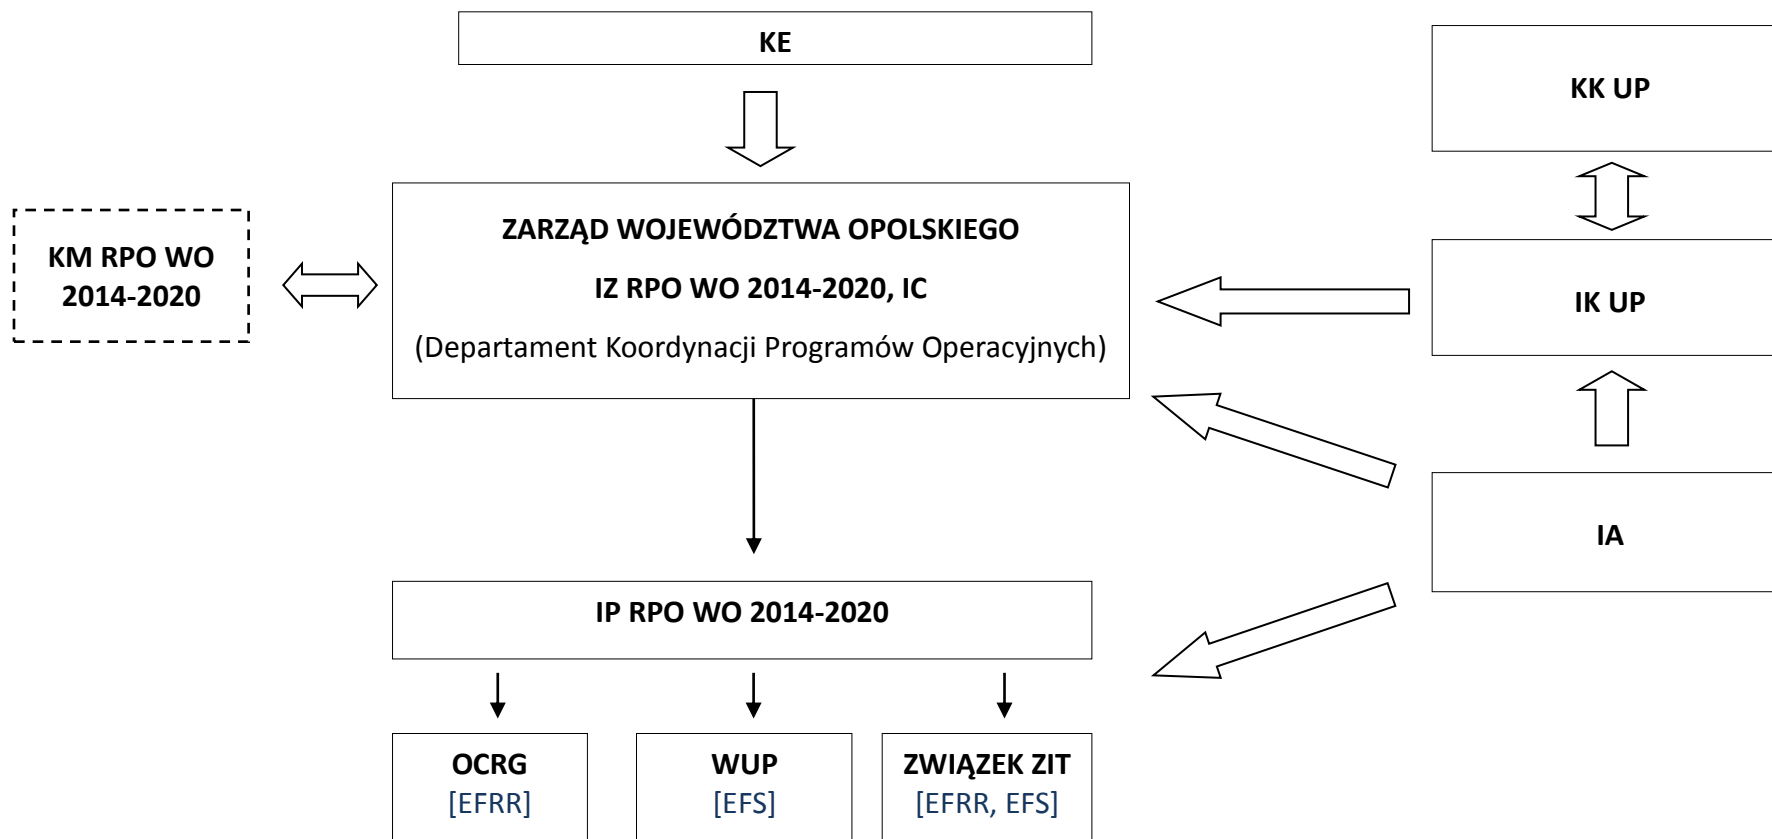 KE
KK UP
ZARZĄD WOJEWÓDZTWA OPOLSKIEGO
IZ RPO WO 2014-2020, IC
(Departament Koordynacji Programów Operacyjnych)
KM RPO WO
2014-2020
IK UP
IA
IP RPO WO 2014-2020
OCRG
[EFRR]
WUP
[EFS]
ZWIĄZEK ZIT
[EFRR, EFS]